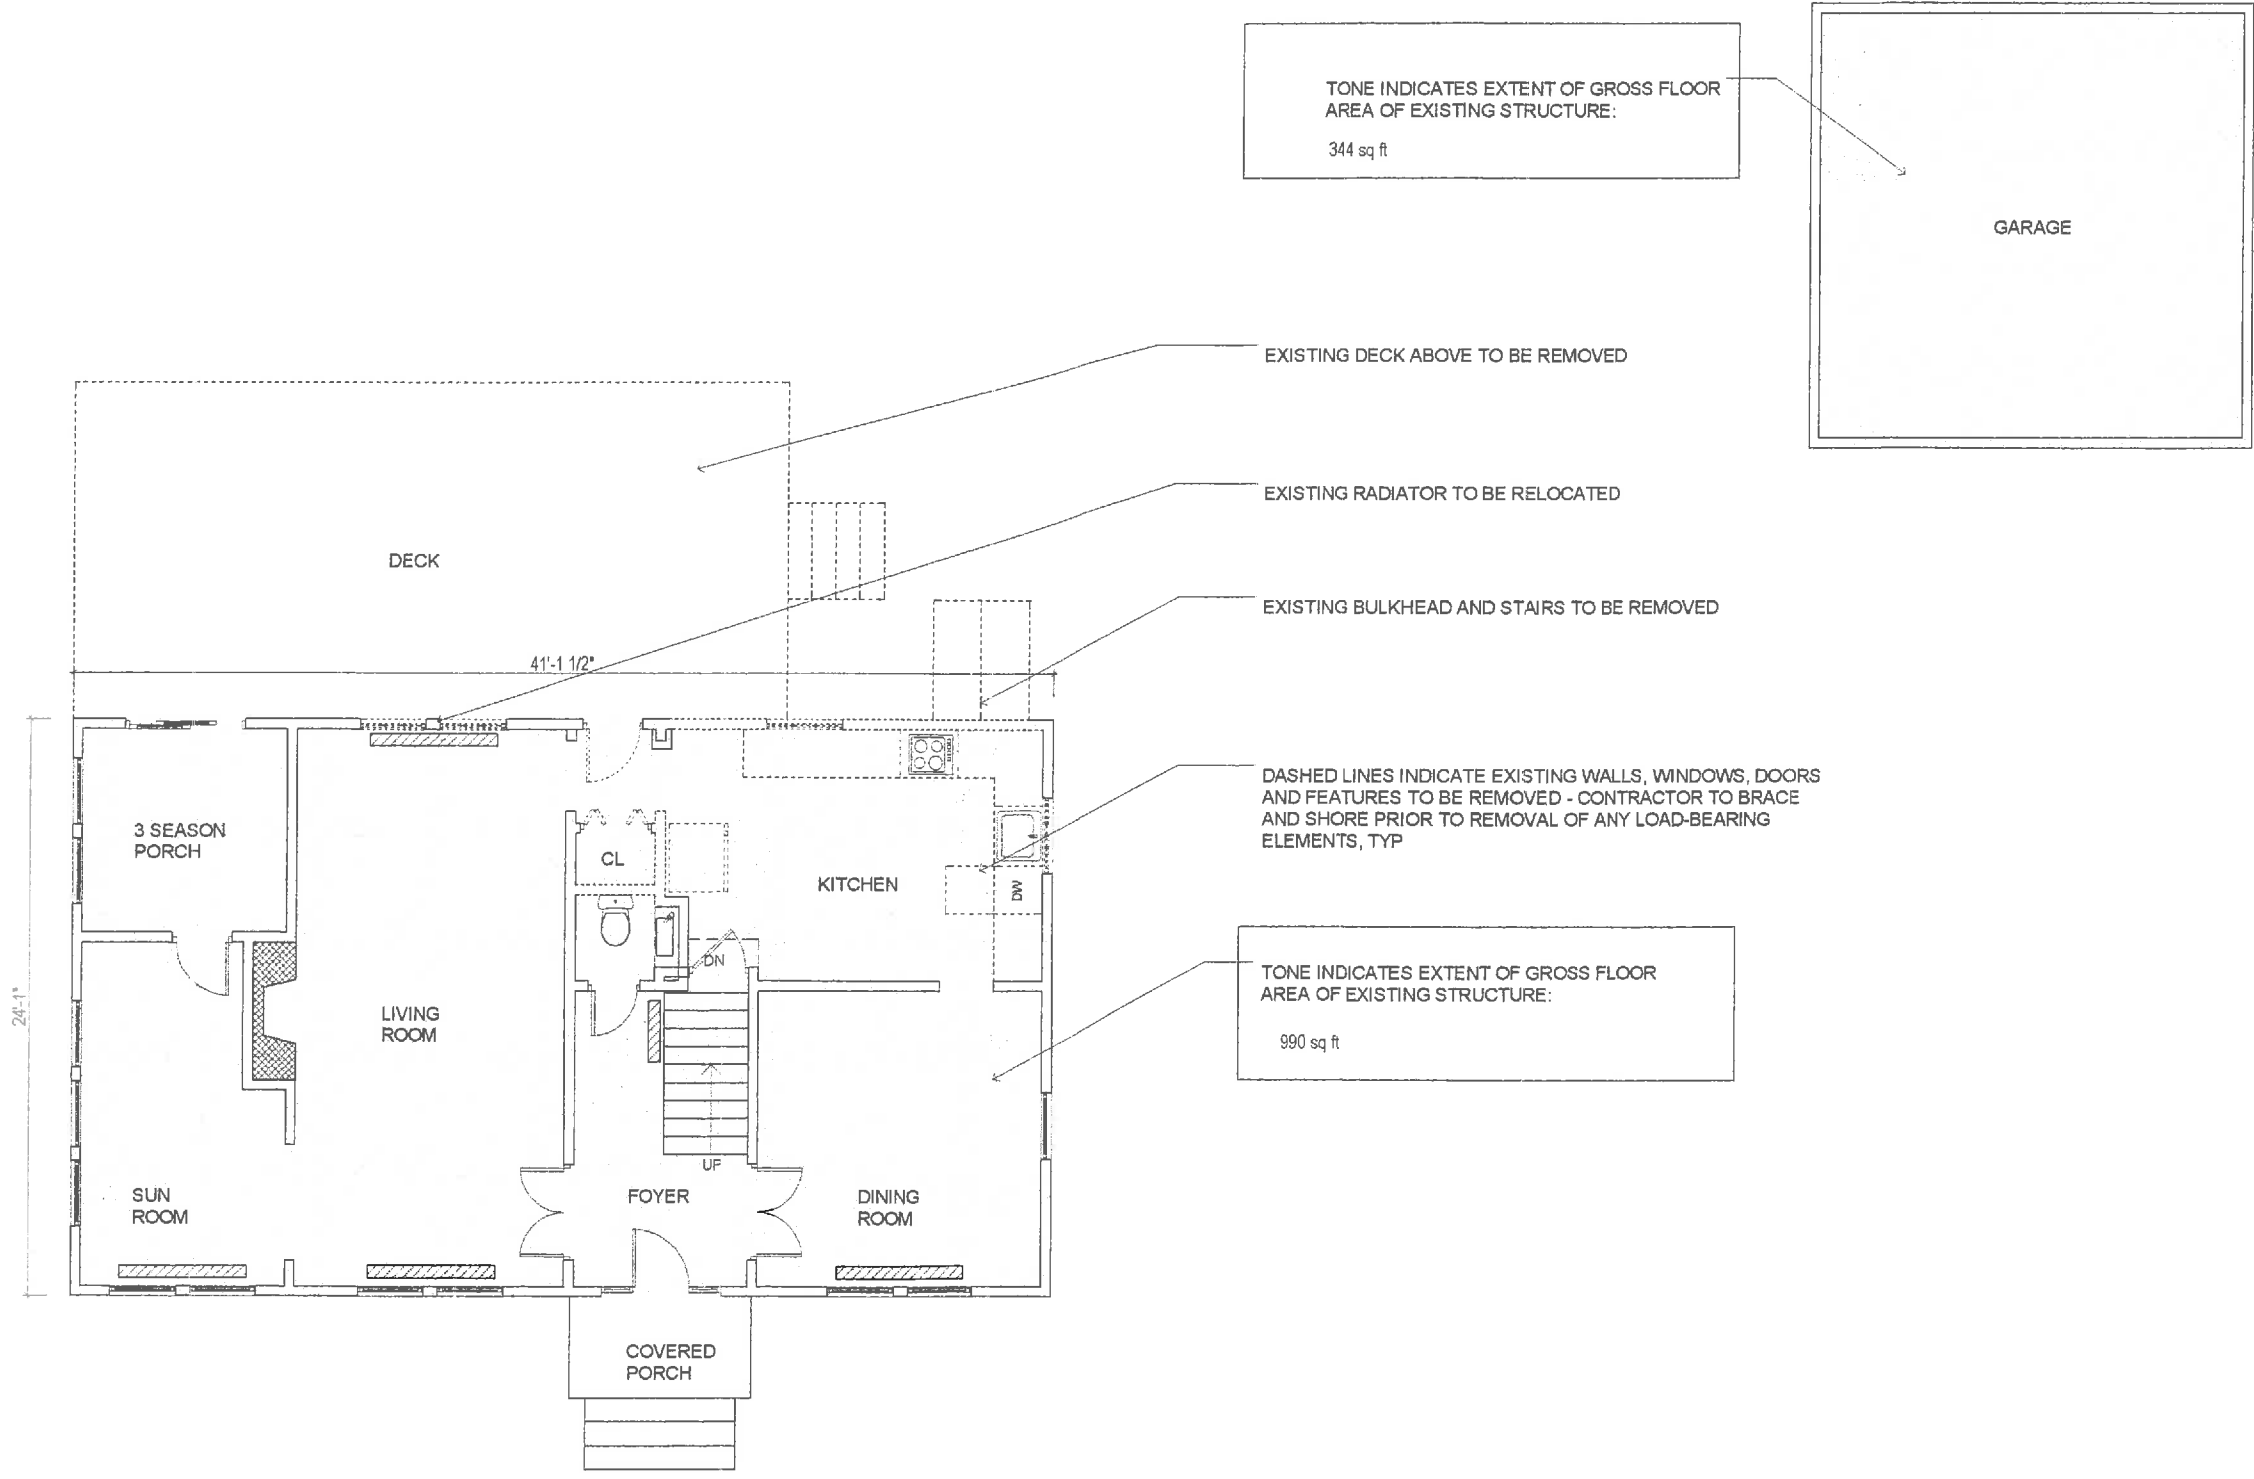 TONE INDICATES EXTENT OF GROSS FLOOR
AREA OF EXISTING STRUCTURE:
344 sq ft
GARAGE
EXISTING DECK ABOVE TO BE REMOVED
EXISTING RADIATOR TO BE RELOCATED
DECK
EXISTING BULKHEAD AND STAIRS TO BE REMOVED
41'-1 1/2"
DASHED LINES INDICATE EXISTING WALLS, WINDOWS, DOORS
AND FEATURES TO BE REMOVED - CONTRACTOR TO BRACE
AND SHORE PRIOR TO REMOVAL OF ANY LOAD-BEARING
ELEMENTS, TYP
3 SEASON
PORCH
CL
KITCHEN
DW
DN
TONE INDICATES EXTENT OF GROSS FLOOR
AREA OF EXISTING STRUCTURE:
990 sq ft
24'-1"
LIVING
ROOM
UP
SUN
ROOM
FOYER
DINING
ROOM
COVERED
PORCH